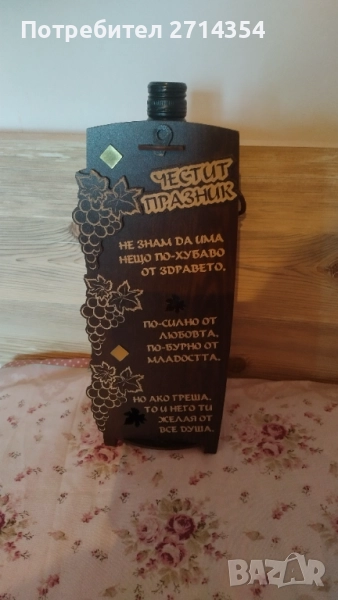 Потребител 2714354
ЧЕСТИТ
ПРАЗНИК
НЕ ЗНАМ ДА ИМА
НЕЩО ПО-ХУБАВО
ОТ ЗДРАВЕТО.
ПО-СИЛНО ОТ
ЛЮБОВТА.
ПО-БУРНО ОТ
МЛАДОСТТА.
НО АКО ГРЕША,
ТО И НЕГО ТИ
ЖЕЛАЯ ОТ
ВСЕ ДУША.
BAZAR